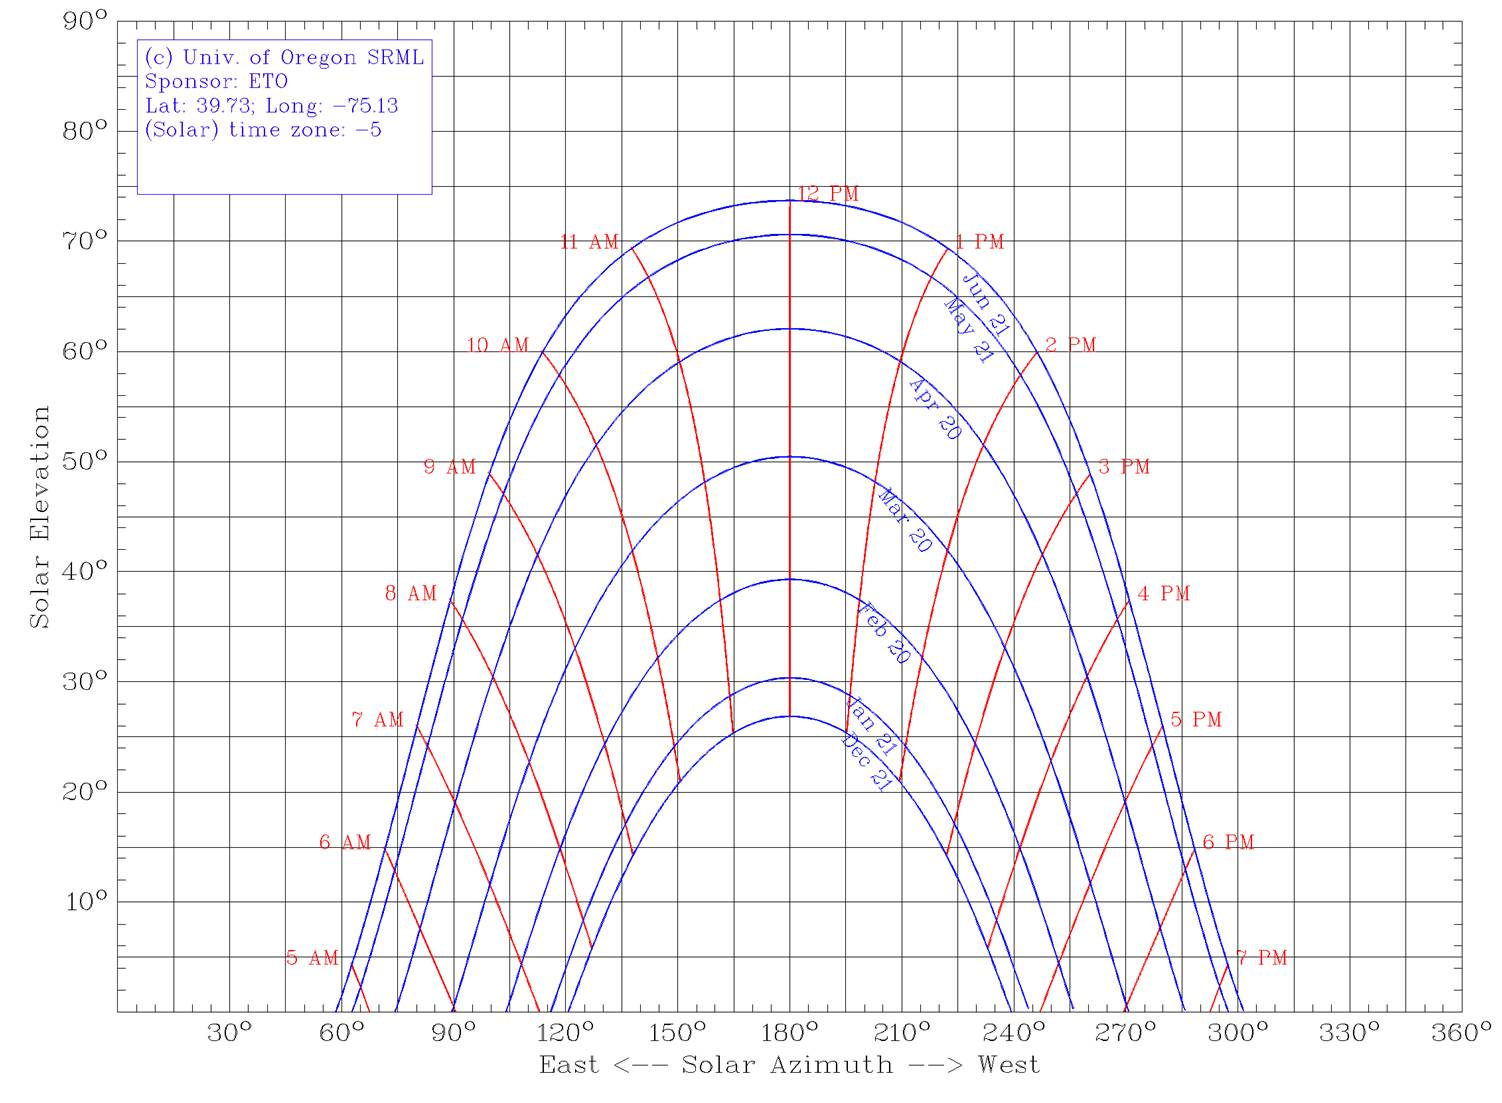 90°
(c) Univ. of Oregon SRML
Sponsor: ETO
Lat: 39.73; Long: −75.13
(Solar) time zone: −5
80°
12 PM
70°
11 AM
1 PM
Jun 21
May 21
60°
10 AM
2 PM
Apr 20
50°
9 AM
3 PM
Mar 20
40°
8 AM
4 PM
Feb 20
30°
7 AM
5 PM
Jan 21
Dec 21
20°
6 AM
6 PM
10°
5 AM
7 PM
Solar Elevation
30° 60° 90° 120° 150° 180° 210° 240° 270° 300° 330° 360°
East <−− Solar Azimuth −−> West